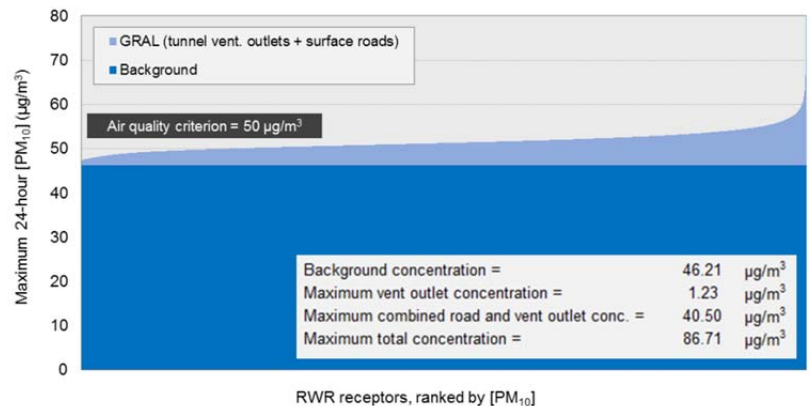 Maximum 24-hour [PM₁₀] (µg/m³)
80
70
60
50
40
30
20
10
0
GRAL (tunnel vent. outlets + surface roads)
Background
Air quality criterion = 50 µg/m³
Background concentration = 46.21 µg/m³
Maximum vent outlet concentration = 1.23 µg/m³
Maximum combined road and vent outlet conc. = 40.50 µg/m³
Maximum total concentration = 86.71 µg/m³
RWR receptors, ranked by [PM₁₀]